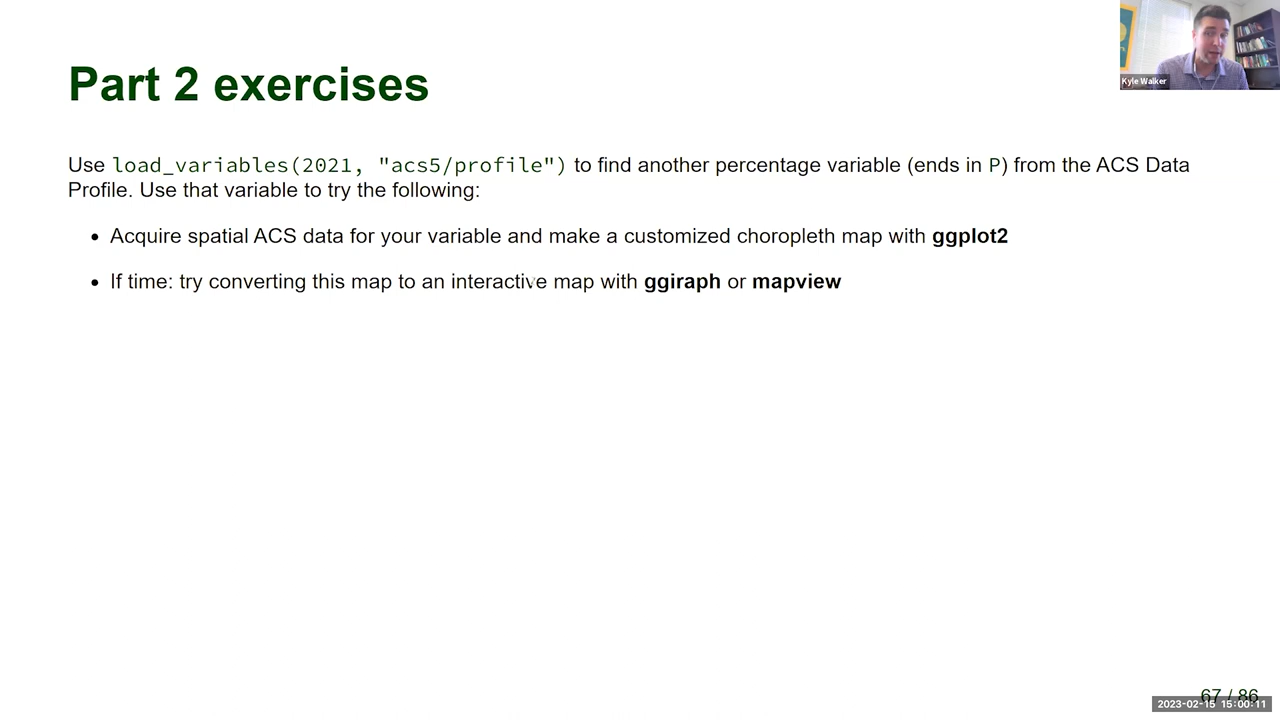 Kyle Walker
Part 2 exercises
Use load_variables(2021, "acs5/profile") to find another percentage variable (ends in P) from the ACS Data
Profile. Use that variable to try the following:
• Acquire spatial ACS data for your variable and make a customized choropleth map with ggplot2
• If time: try converting this map to an interactive map with ggiraph or mapview
67 / 86
2023-02-15 15:00:11